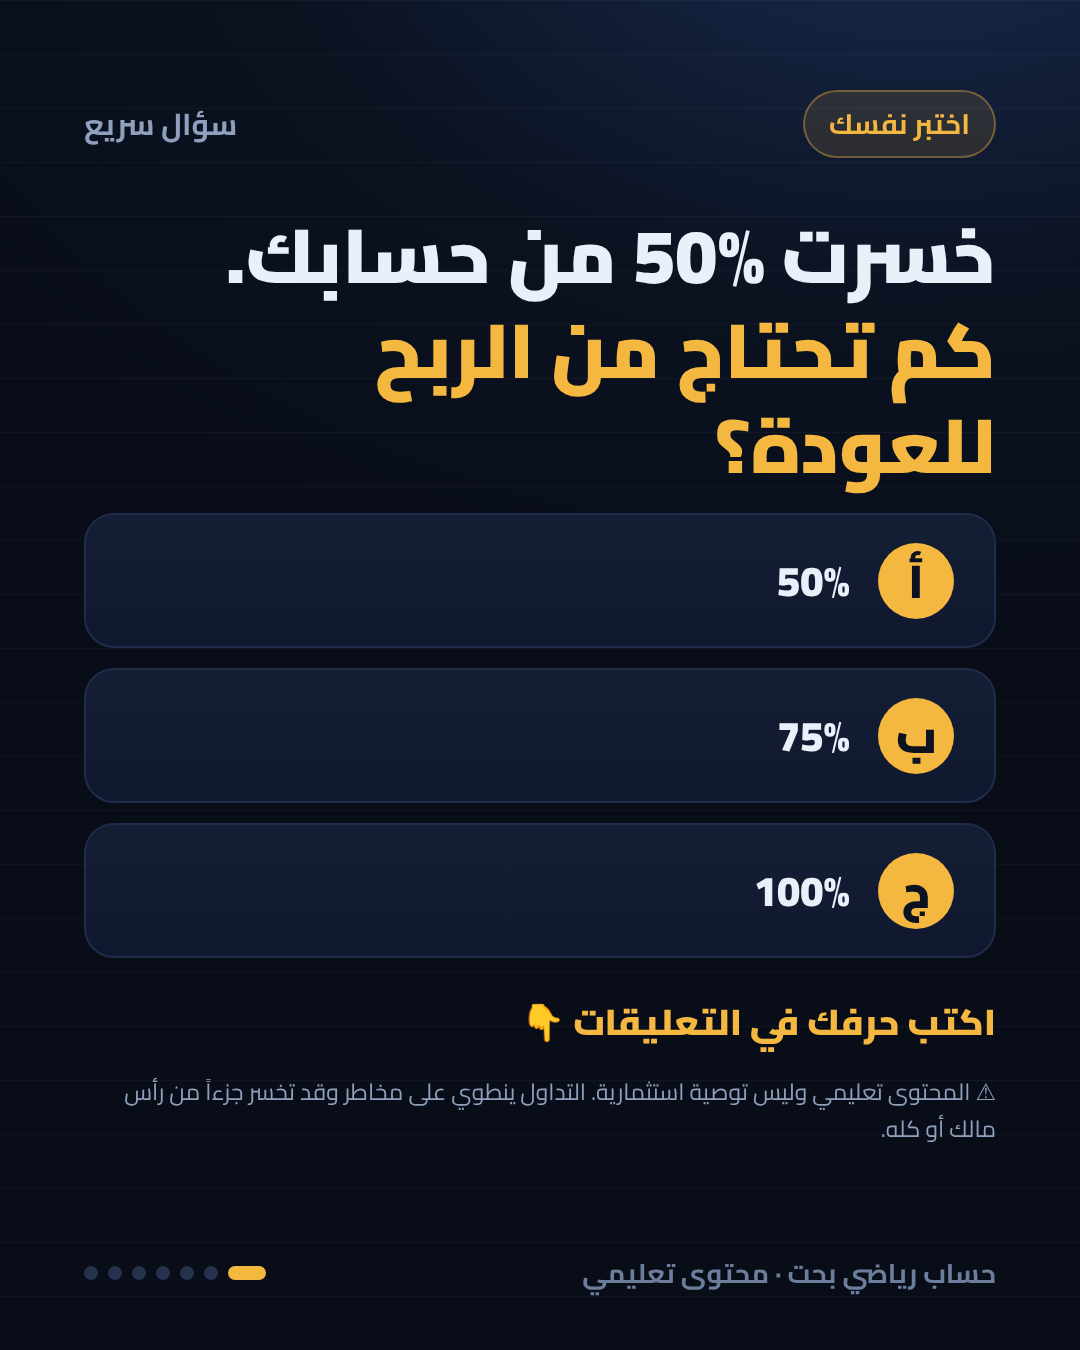 اختبر نفسك
سؤال سريع
خسرت 50% من حسابك.
كم تحتاج من الربح
للعودة؟
أ
50%
ب
75%
ج
100%
اكتب حرفك في التعليقات 👇
⚠ المحتوى تعليمي وليس توصية استثمارية. التداول ينطوي على مخاطر وقد تخسر جزءاً من رأس
مالك أو كله.
حساب رياضي بحت · محتوى تعليمي